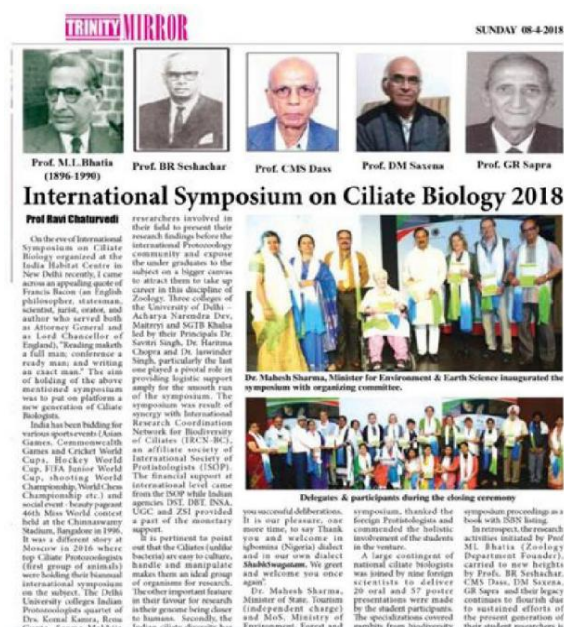 TRINITY MIRROR
SUNDAY 08-4-2018
Prof. M.L.Bhatia
(1896-1990)
Prof. BR Seshachar
Prof. CMS Dass
Prof. DM Saxena
Prof. GR Sapra
International Symposium on Ciliate Biology 2018
Prof Ravi Chaturvedi
On the eve of International
Symposium on Ciliate
Biology organized at the
India Habitat Centre in
New Delhi recently, I came
across an appealing quote of
Francis Bacon (an English
philosopher, statesman,
scientist, jurist, orator, and
author who served both
as Attorney General and
as Lord Chancellor of
England), "Reading maketh
a full man; conference a
ready man; and writing
an exact man." The aim
of holding of the above
mentioned symposium
was to put on platform a
new generation of Ciliate
Biologists.
India has been bidding for
various sports events (Asian
Games, Commonwealth
Games and Cricket World
Cups, Hockey World
Cup, FIFA Junior World
Cup, shooting World
Championship, World Chess
Championship etc.) and
social event - beauty pageant
46th Miss World contest
held at the Chinnaswamy
Stadium, Bangalore in 1996.
It was a different story at
Moscow in 2016 where
top Ciliate Protozoologists
(first group of animals)
were holding their biannual
international symposium
on the subject. The Delhi
University colleges Indian
Protozoologists quartet of
Drs. Komal Kamra, Rena
researchers involved in
their field to present their
research findings before the
international Protozoology
community and expose
the under graduates to the
subject on a bigger canvas
to attract them to take up
career in this discipline of
Zoology. Three colleges of
the University of Delhi –
Acharya Narendra Dev,
Maitreyi and SGTB Khalsa
led by their Principals Dr.
Savitri Singh, Dr. Haritma
Chopra and Dr. Jaswinder
Singh, particularly the last
one played a pivotal role in
providing logistic support
amply for the smooth run
of the symposium. The
symposium was result of
synergy with International
Research Coordination
Network for Biodiversity
of Ciliates (IRCN-BC),
an affiliate society of
International Society of
Protistologists (ISOP).
The financial support at
international level came
from the ISOP while Indian
agencies DST, DBT, INSA,
UGC and ZSI provided
a part of the monetary
support.
It is pertinent to point
out that the Ciliates (unlike
bacteria) are easy to culture,
handle and manipulate
makes them an ideal group
of organisms for research.
The other important feature
in their favour for research
is their genome being closer
to humans. Secondly, the
Dr. Mahesh Sharma, Minister for Environment & Earth Science inaugurated the
symposium with organizing committee.
Delegates & participants during the closing ceremony
you successful deliberations.
It is our pleasure, one
more time, to say Thank
you and welcome in
igbomina (Nigeria) dialect
and in our own dialect
Shubh Swagatam. We greet
and welcome you once
again".
Dr. Mahesh Sharma,
Minister of State, Tourism
(independent charge)
and MoS, Ministry of
Environment, Forest and
symposium, thanked the
foreign Protistologists and
commended the holistic
involvement of the students
in the venture.
A large contingent of
national ciliate biologists
was joined by nine foreign
scientists to deliver
20 oral and 57 poster
presentations were made
by the student participants.
The specializations covered
symposium proceedings as a
book with ISBN listing.
In retrospect, the research
activities initiated by Prof
ML Bhatia (Zoology
Department Founder),
carried to new heights
by Profs. BR Seshachar,
CMS Dass, DM Saxena,
GR Sapra and their legacy
continues to flourish due
to sustained efforts of
the present generation of